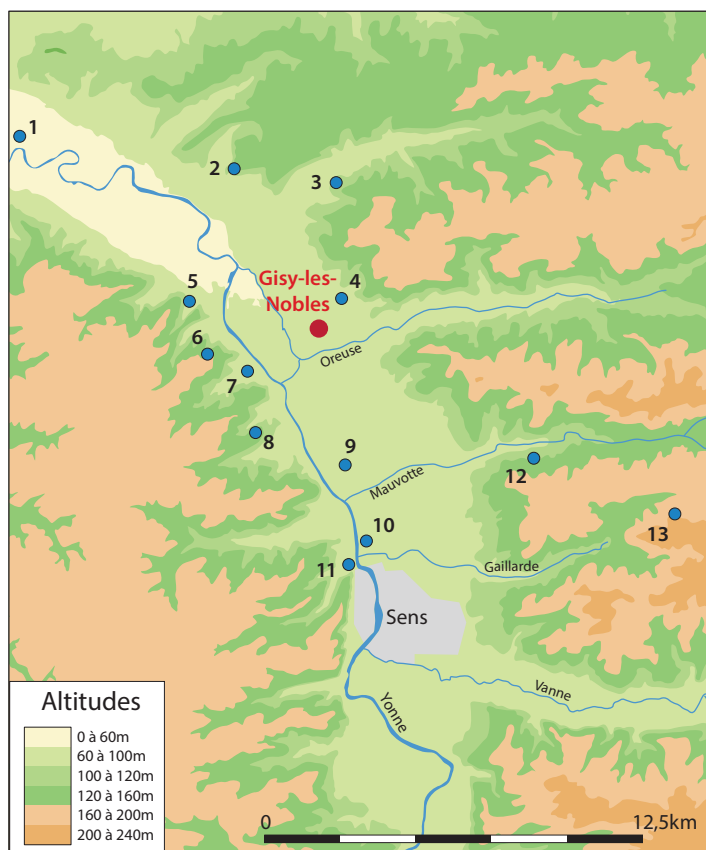 1
2
3
Gisy-les-
Nobles
4
5
6
7
Oreuse
8
9
Mauvotte
12
10
13
11
Gaillarde
Sens
Vanne
Yonne
Altitudes
0 à 60m
60 à 100m
100 à 120m
120 à 160m
160 à 200m
200 à 240m
0
12,5km